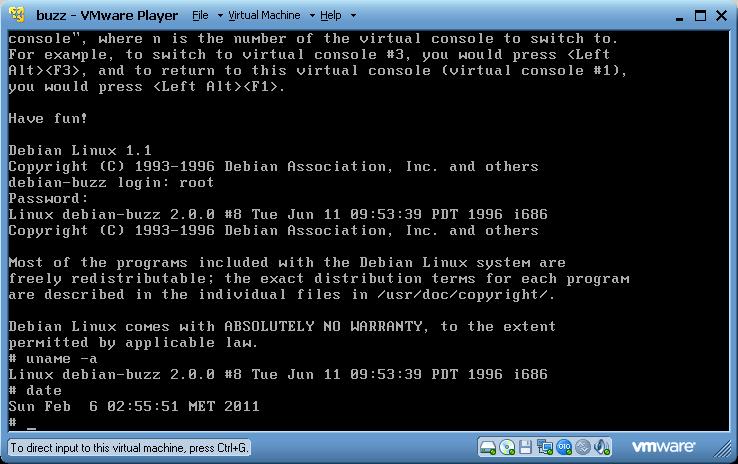 buzz - VMware Player File Virtual Machine Help
console", where n is the number of the virtual console to switch to.
For example, to switch to virtual console #3, you would press <Left
Alt><F3>, and to return to this virtual console (virtual console #1),
you would press <Left Alt><F1>.
Have fun!
Debian Linux 1.1
Copyright (C) 1993-1996 Debian Association, Inc. and others
debian-buzz login: root
Password:
Linux debian-buzz 2.0.0 #8 Tue Jun 11 09:53:39 PDT 1996 i686
Copyright (C) 1993-1996 Debian Association, Inc. and others
Most of the programs included with the Debian Linux system are
freely redistributable; the exact distribution terms for each program
are described in the individual files in /usr/doc/copyright/.
Debian Linux comes with ABSOLUTELY NO WARRANTY, to the extent
permitted by applicable law.
# uname -a
Linux debian-buzz 2.0.0 #8 Tue Jun 11 09:53:39 PDT 1996 i686
# date
Sun Feb  6 02:55:51 MET 2011
# _
To direct input to this virtual machine, press Ctrl+G. vmware